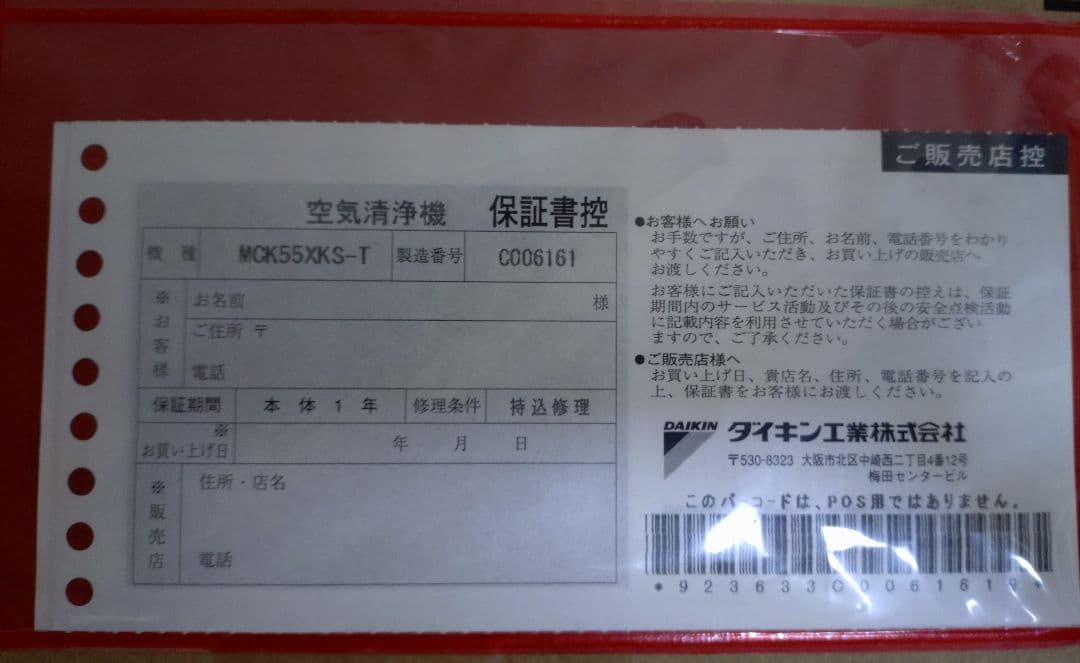 ご販売店控
空気清浄機 保証書控
機種 MCK55XKS-T 製造番号 C006161
※お客様
お名前 様
ご住所 〒
電話
保証期間 本体1年 修理条件 持込修理
※お買い上げ日 年 月 日
※販売店
住所・店名
電話
●お客様へお願い
お手数ですが、ご住所、お名前、電話番号をわかり
やすくご記入いただき、お買い上げの販売店へ
お渡しください。
お客様にご記入いただいた保証書の控えは、保証
期間内のサービス活動及びその後の安全点検活動
に記載内容を利用させていただく場合がござい
ますので、ご了承ください。
●ご販売店様へ
お買い上げ日、貴店名、住所、電話番号を記入の
上、保証書をお客様にお渡しください。
DAIKIN ダイキン工業株式会社
〒530-8323 大阪市北区中崎西二丁目4番12号
梅田センタービル
このバーコードは、POS用ではありません。